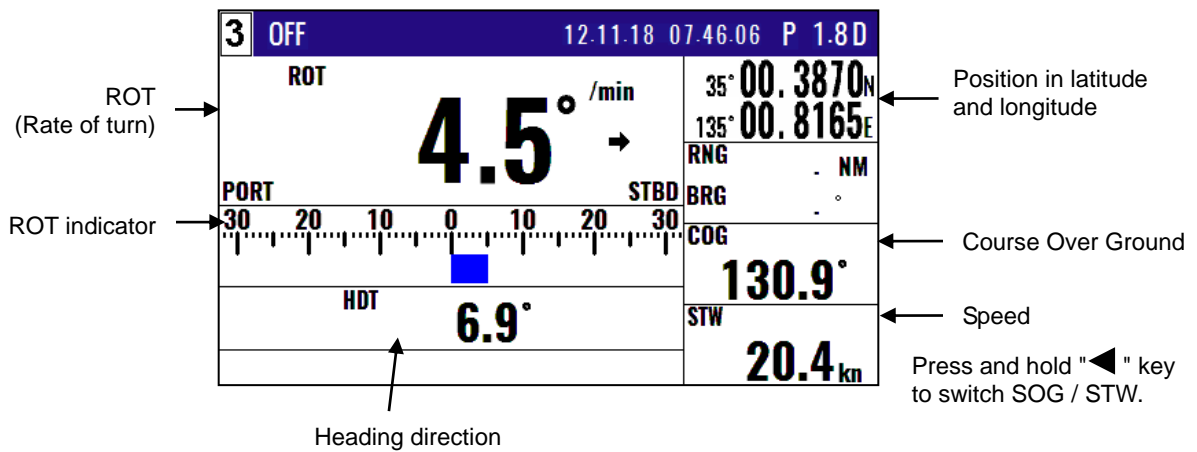 3 OFF 12-11-18 07-46-06 P 1.8D
ROT
(Rate of turn)
ROT
4.5° /min
➞
PORT STBD
ROT indicator
30 20 10 0 10 20 30
HDT 6.9°
Heading direction
35°00.3870N
135°00.8165E
Position in latitude
and longitude
RNG - NM
BRG - °
COG
130.9°
Course Over Ground
STW
20.4kn
Speed
Press and hold "◀ " key
to switch SOG / STW.